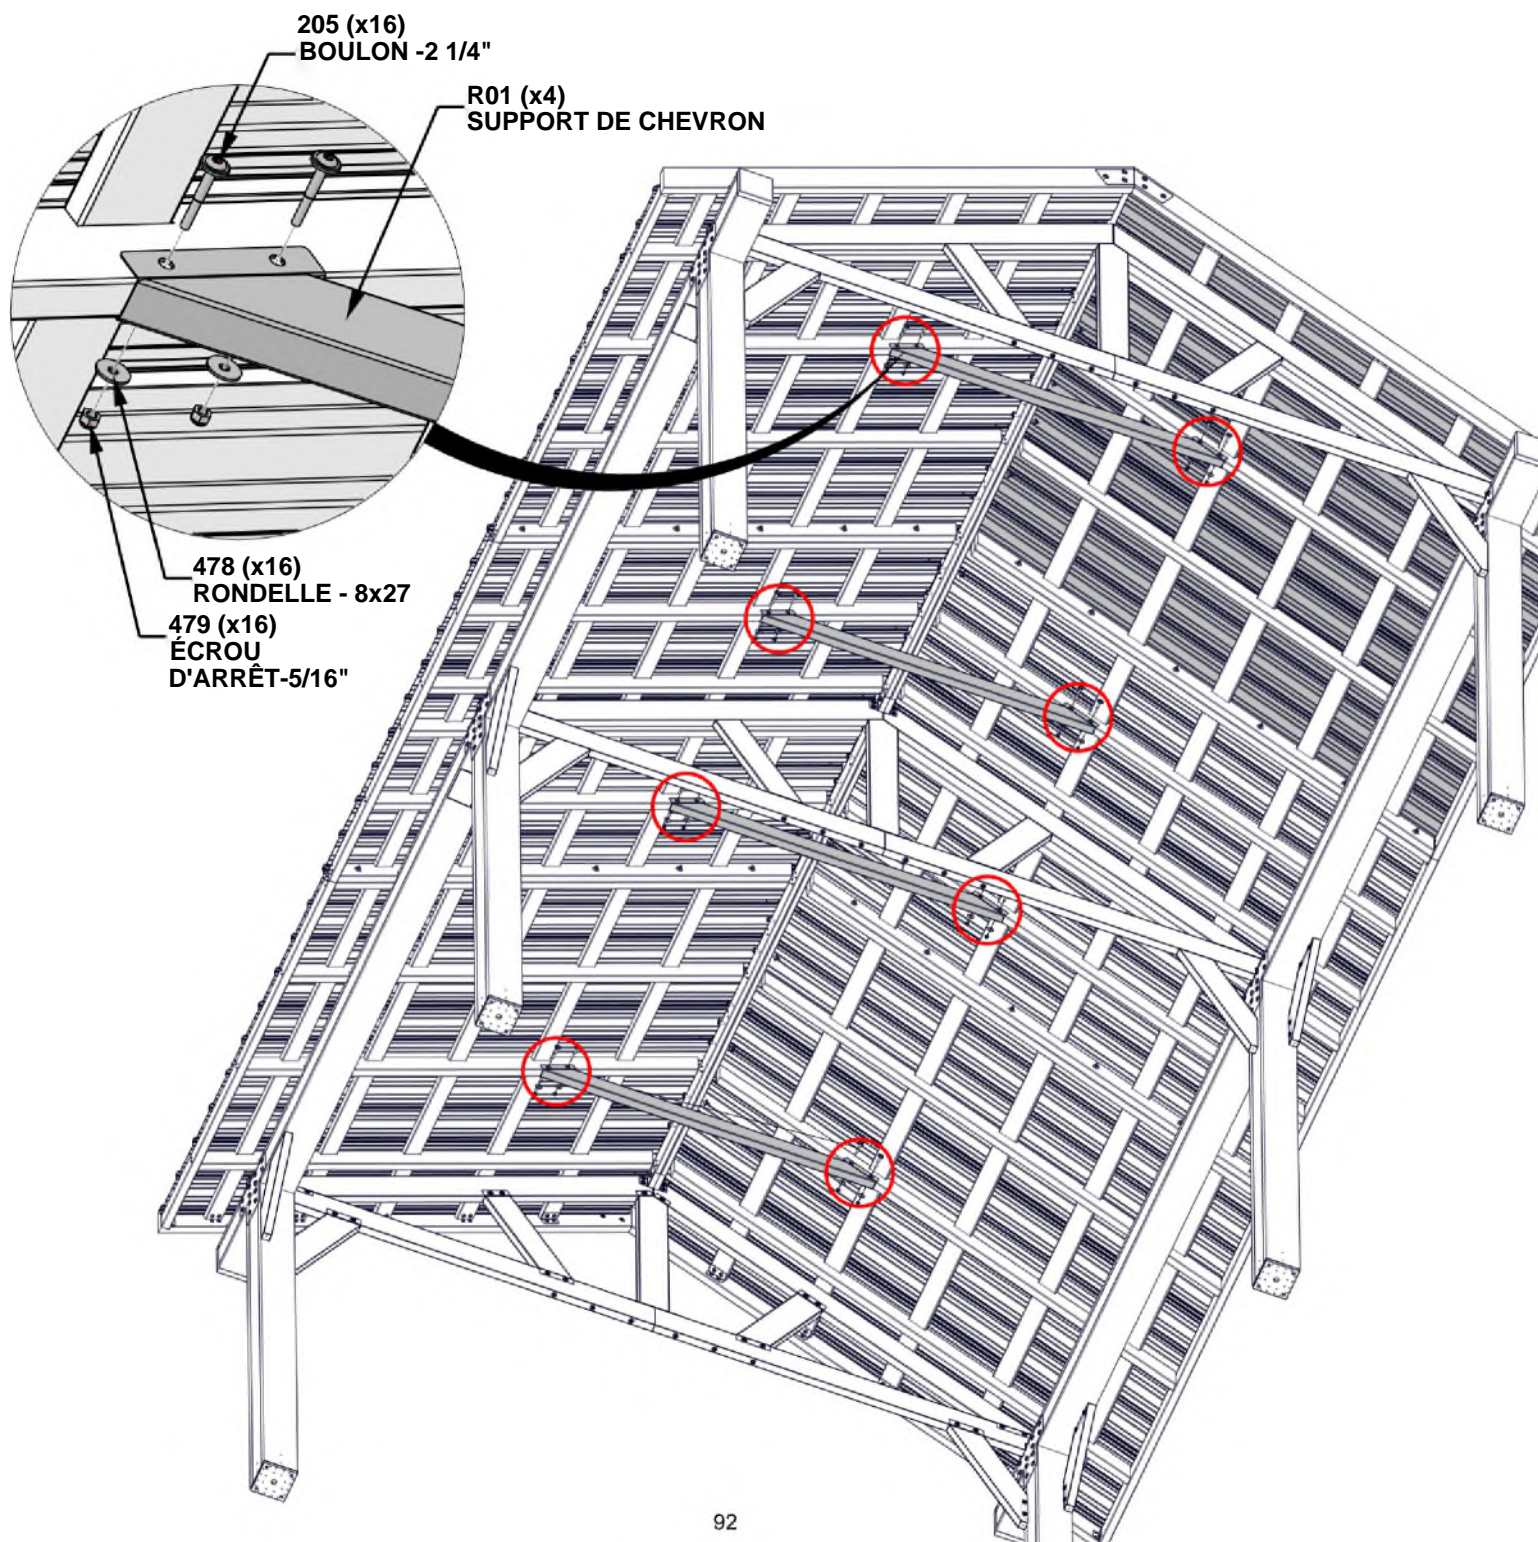 205 (x16)
BOULON -2 1/4"
R01 (x4)
SUPPORT DE CHEVRON
478 (x16)
RONDELLE - 8x27
479 (x16)
ÉCROU
D'ARRÊT-5/16"
92